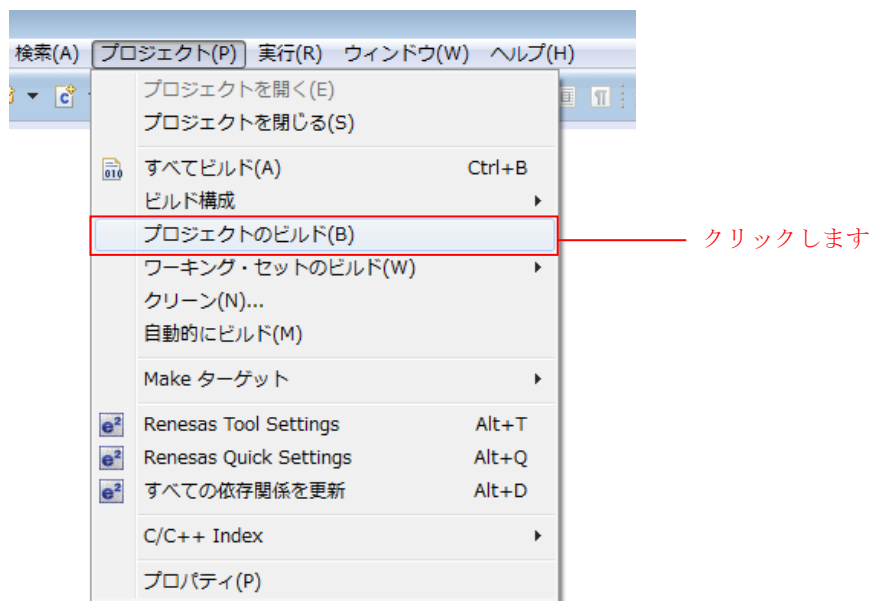 検索(A) プロジェクト(P) 実行(R) ウィンドウ(W) ヘルプ(H)
プロジェクトを開く(E)
プロジェクトを閉じる(S)
すべてビルド(A) Ctrl+B
ビルド構成
プロジェクトのビルド(B)
クリックします
ワーキング・セットのビルド(W)
クリーン(N)...
自動的にビルド(M)
Make ターゲット
Renesas Tool Settings Alt+T
Renesas Quick Settings Alt+Q
すべての依存関係を更新 Alt+D
C/C++ Index
プロパティ(P)